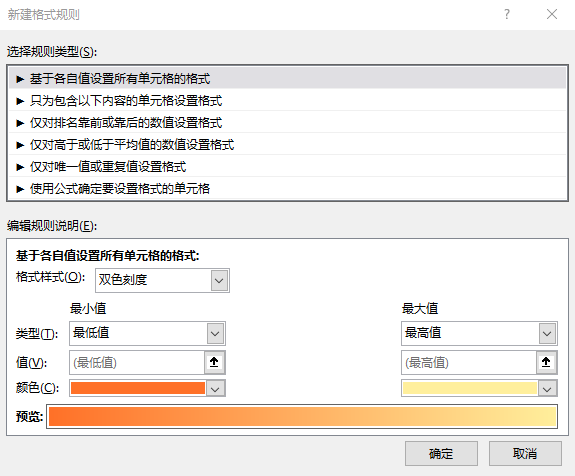 新建格式规则 ?
选择规则类型(S):
► 基于各自值设置所有单元格的格式
► 只为包含以下内容的单元格设置格式
► 仅对排名靠前或靠后的数值设置格式
► 仅对高于或低于平均值的数值设置格式
► 仅对唯一值或重复值设置格式
► 使用公式确定要设置格式的单元格
编辑规则说明(E):
基于各自值设置所有单元格的格式:
格式样式(O): 双色刻度
最小值 最大值
类型(T): 最低值 最高值
值(V): (最低值) (最高值)
颜色(C):
预览:
确定 取消